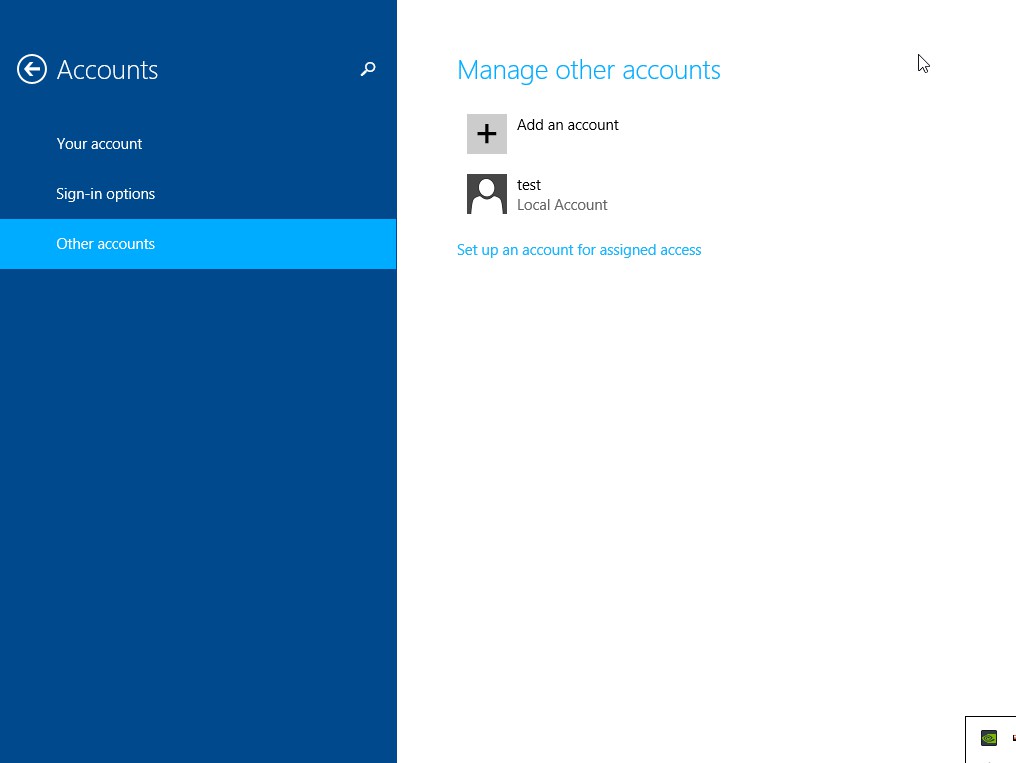 Accounts
Your account
Sign-in options
Other accounts
Manage other accounts
Add an account
test
Local Account
Set up an account for assigned access